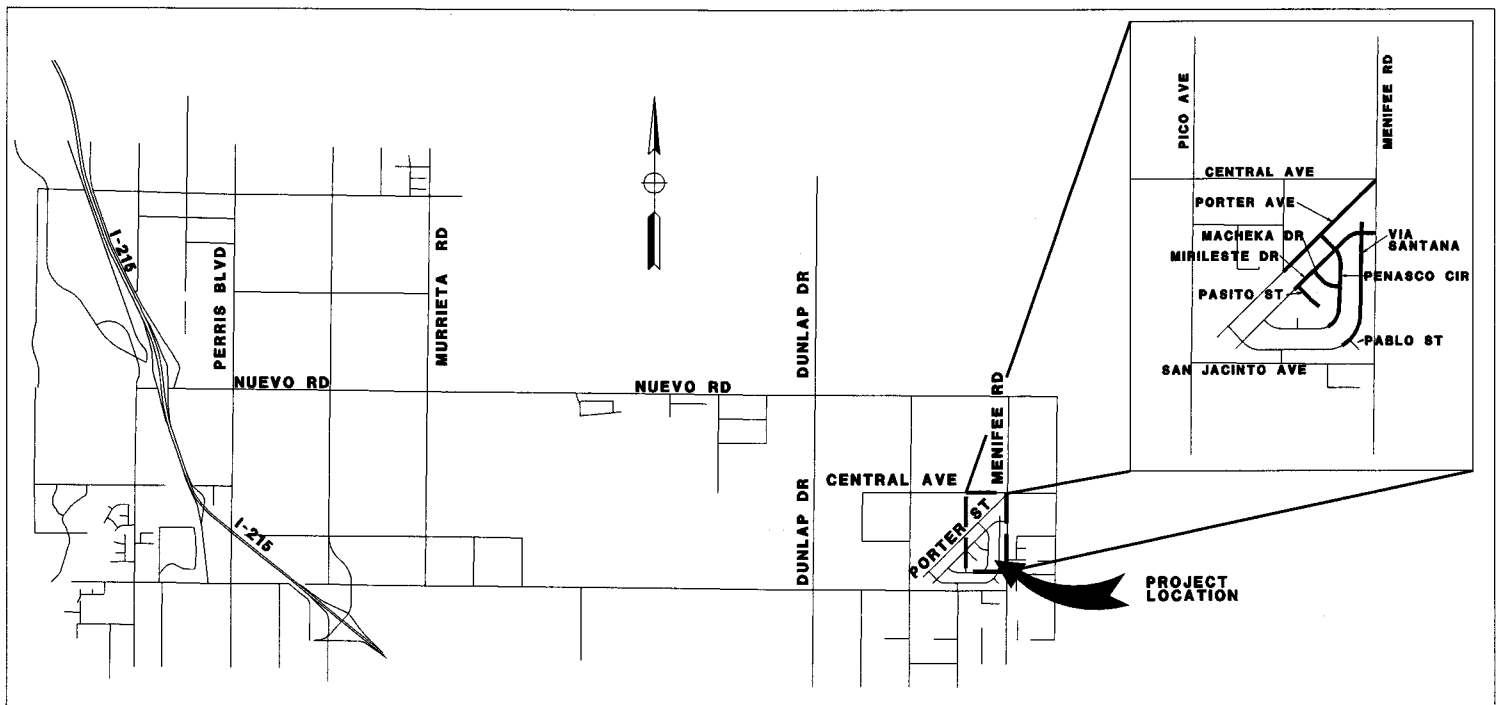 I-215
PERRIS BLVD
MURRIETA RD
NUEVO RD
NUEVO RD
DUNLAP DR
DUNLAP DR
I-215
CENTRAL AVE
MENIFEE RD
PORTER ST
PROJECT
LOCATION
PICO AVE
MENIFEE RD
CENTRAL AVE
PORTER AVE
MACHEKA DR
MIRILESTE DR
PASITO ST
VIA
SANTANA
PENASCO CIR
PABLO ST
SAN JACINTO AVE